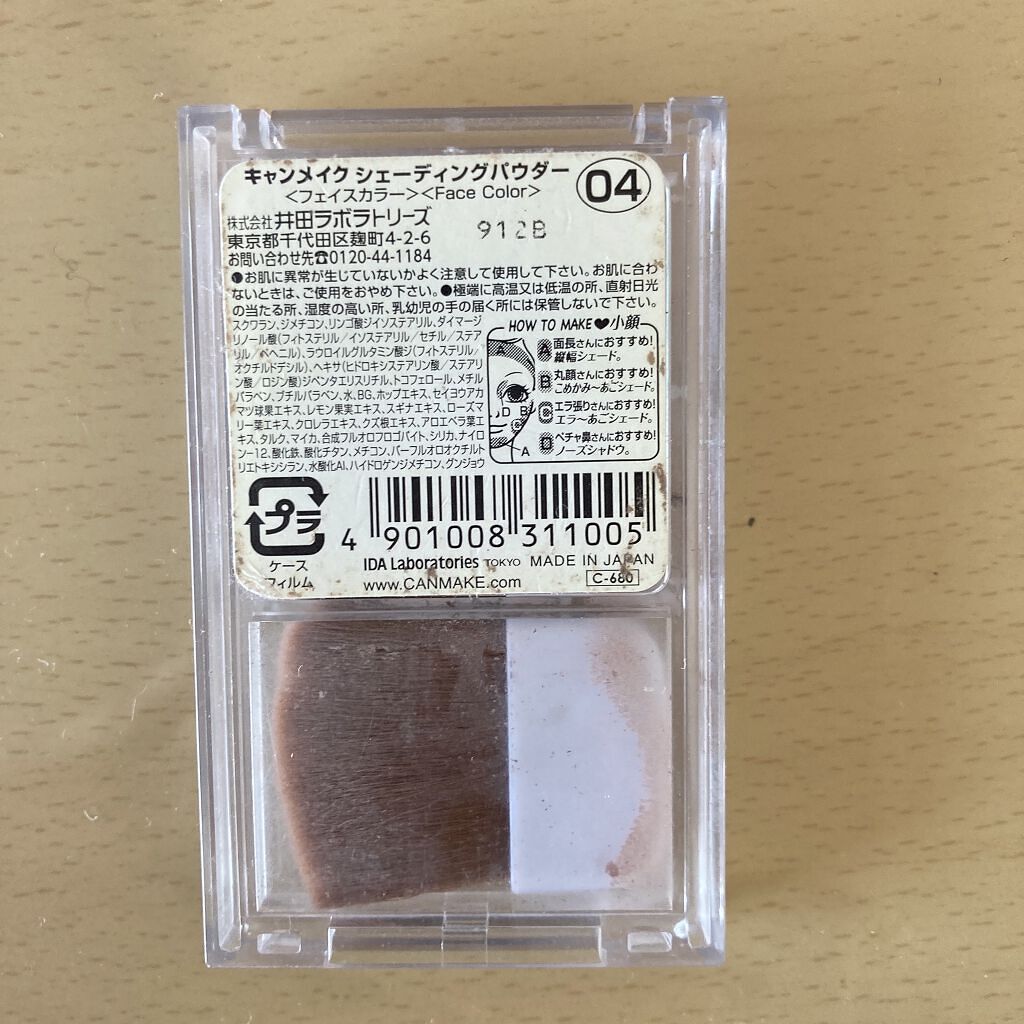 キャンメイク シェーディングパウダー
<フェイスカラー><Face Color>
04
株式会社 井田ラボラトリーズ
東京都千代田区麹町4-2-6
お問い合わせ先☎0120-44-1184
912B
●お肌に異常が生じていないかよく注意して使用して下さい。お肌に合わ
ないときは、ご使用をおやめ下さい。●極端に高温又は低温の所、直射日光
の当たる所、湿度の高い所、乳幼児の手の届く所には保管しないで下さい。
スクワラン、ジメチコン、リンゴ酸ジイソステアリル、ダイマージ
リノール酸(フィトステリル/イソステアリル/セチル/ステア
リル/ベヘニル)、ラウロイルグルタミン酸ジ(フィトステリル/
オクチルドデシル)、ヘキサ(ヒドロキシステアリン酸/ステアリ
ン酸/ロジン酸)ジペンタエリスリチル、トコフェロール、メチル
パラベン、ブチルパラベン、水、BG、ホップエキス、セイヨウアカ
マツ球果エキス、レモン果実エキス、スギナエキス、ローズマ
リー葉エキス、クロレラエキス、クズ根エキス、アロエベラ葉エ
キス、タルク、マイカ、合成フルオロフロゴパイト、シリカ、ナイロ
ン-12、酸化鉄、酸化チタン、メチコン、パーフルオロオクチルト
リエトキシシラン、水酸化Al、ハイドロゲンジメチコン、グンジョウ
HOW TO MAKE♥小顔
A 面長さんにおすすめ!
縦幅シェード。
B 丸顔さんにおすすめ!
こめかみ〜あごシェード。
C エラ張りさんにおすすめ!
エラ〜あごシェード。
D ペチャ鼻さんにおすすめ!
ノーズシャドウ。
A
A
D B
C
A
プラ
ケース
フィルム
4 901008 311005
IDA Laboratories TOKYO MADE IN JAPAN
www.CANMAKE.com
C-680